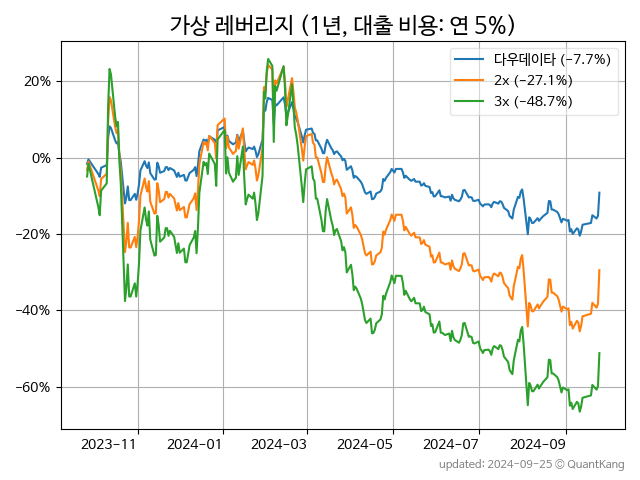 가상 레버리지 (1년, 대출 비용: 연 5%)
다우데이타 (−7.7%)
2x (−27.1%)
3x (−48.7%)
20%
0%
−20%
−40%
−60%
2023−11 2024−01 2024−03 2024−05 2024−07 2024−09
updated: 2024-09-25 © QuantKang